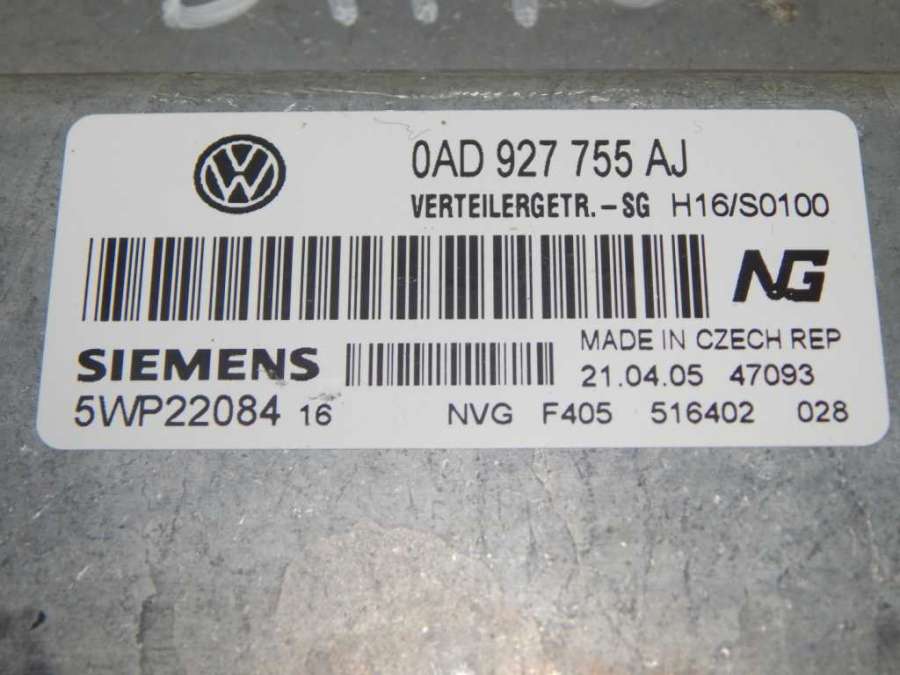 0AD 927 755 AJ
VERTEILERGETR.-SG H16/S0100
NG
MADE IN CZECH REP
SIEMENS
21.04.05 47093
5WP22084 16 NVG F405 516402 028